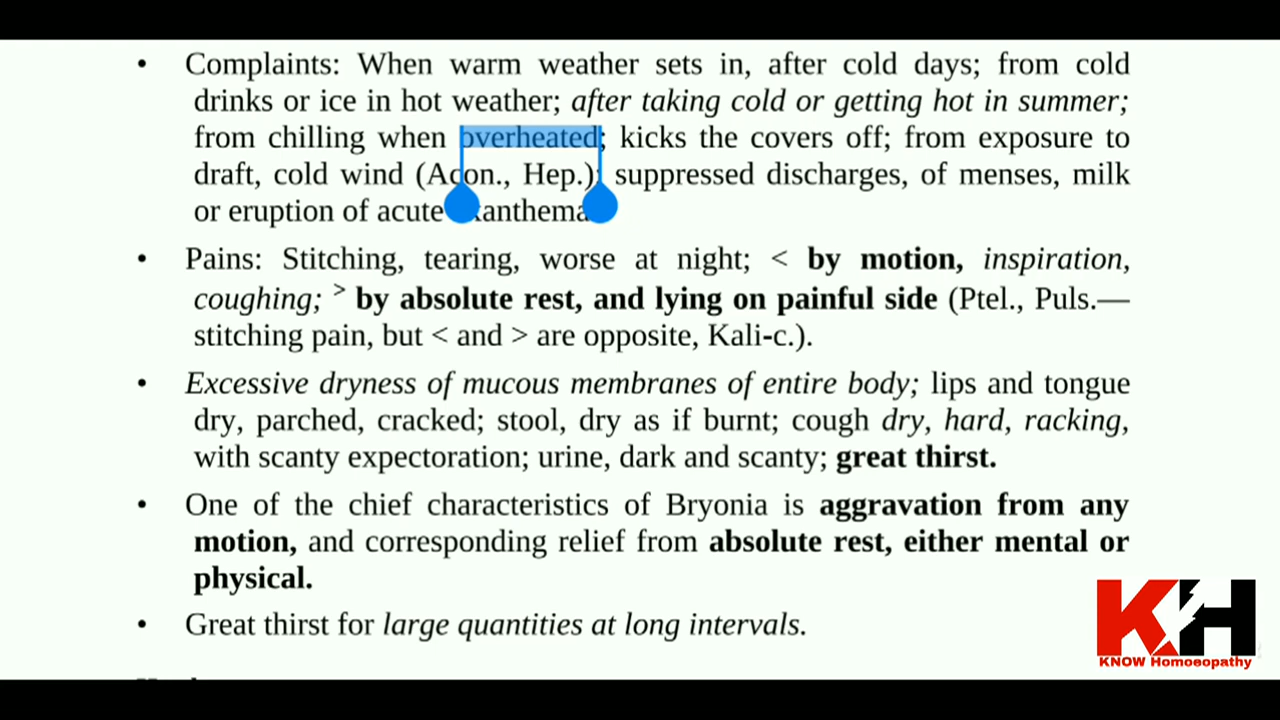 • Complaints: When warm weather sets in, after cold days; from cold
drinks or ice in hot weather; after taking cold or getting hot in summer;
from chilling when overheated; kicks the covers off; from exposure to
draft, cold wind (Acon., Hep.); suppressed discharges, of menses, milk
or eruption of acute
• Pains: Stitching, tearing, worse at night; < by motion, inspiration,
coughing; > by absolute rest, and lying on painful side (Ptel., Puls.—
stitching pain, but < and > are opposite, Kali-c.).
• Excessive dryness of mucous membranes of entire body; lips and tongue
dry, parched, cracked; stool, dry as if burnt; cough dry, hard, racking,
with scanty expectoration; urine, dark and scanty; great thirst.
• One of the chief characteristics of Bryonia is aggravation from any
motion, and corresponding relief from absolute rest, either mental or
physical.
• Great thirst for large quantities at long intervals.
KH
KNOW Homoeopathy